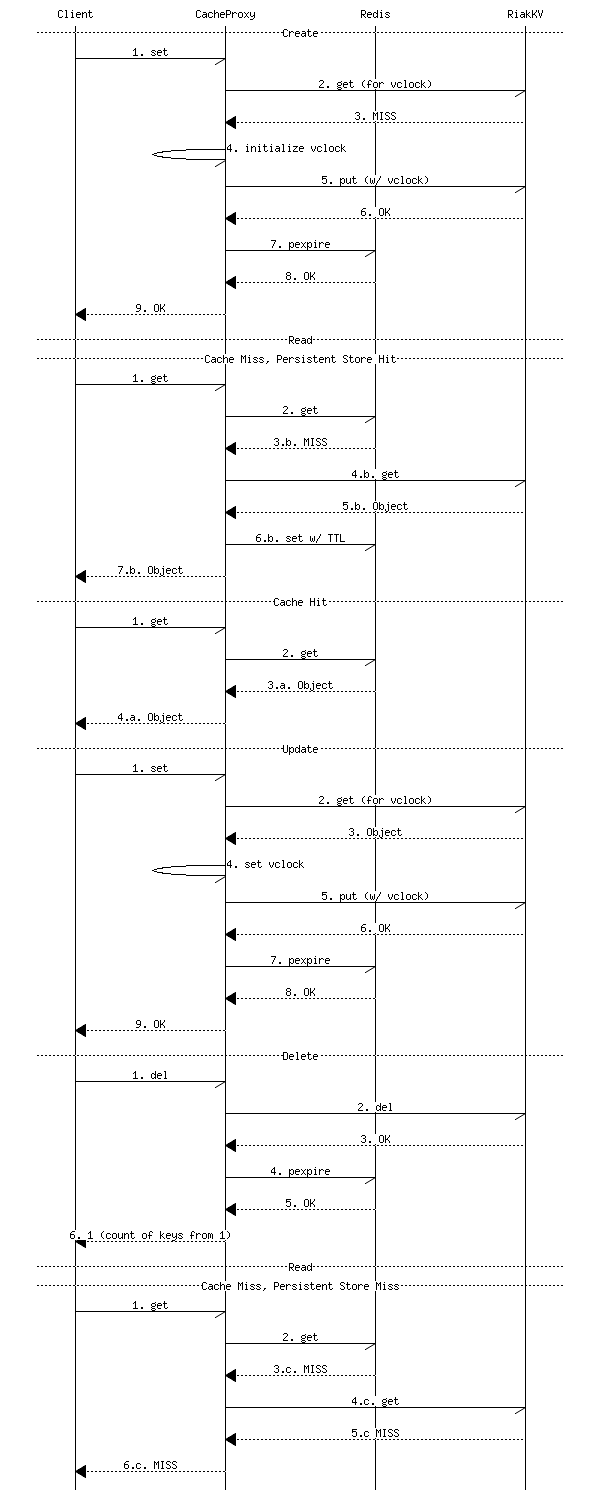 Client CacheProxy Redis RiakKV
Create
1. set
2. get (for vclock)
3. MISS
4. initialize vclock
5. put (w/ vclock)
6. OK
7. pexpire
8. OK
9. OK
Read
Cache Miss, Persistent Store Hit
1. get
2. get
3.b. MISS
4.b. get
5.b. Object
6.b. set w/ TTL
7.b. Object
Cache Hit
1. get
2. get
3.a. Object
4.a. Object
Update
1. set
2. get (for vclock)
3. Object
4. set vclock
5. put (w/ vclock)
6. OK
7. pexpire
8. OK
9. OK
Delete
1. del
2. del
3. OK
4. pexpire
5. OK
6. 1 (count of keys from 1)
Read
Cache Miss, Persistent Store Miss
1. get
2. get
3.c. MISS
4.c. get
5.c MISS
6.c. MISS